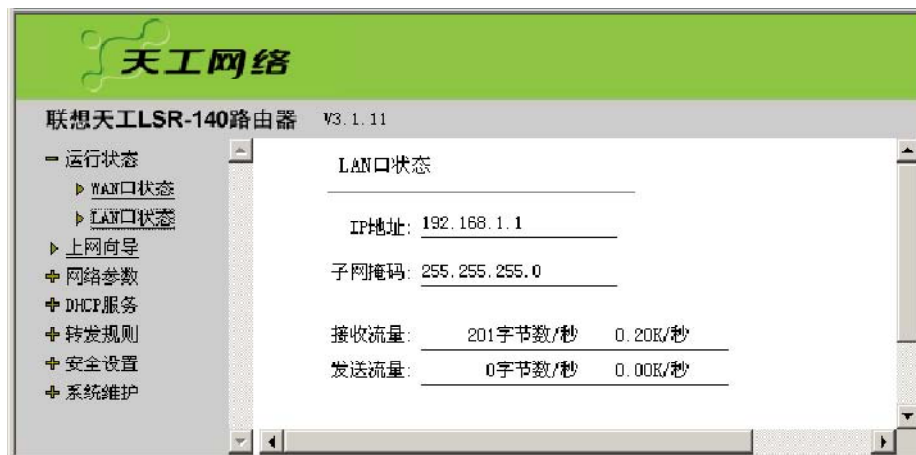 天工网络
联想天工LSR-140路由器 V3.1.11
运行状态
WAN口状态
LAN口状态
上网向导
网络参数
DHCP服务
转发规则
安全设置
系统维护
LAN口状态
IP地址: 192.168.1.1
子网掩码: 255.255.255.0
接收流量: 201字节数/秒 0.20K/秒
发送流量: 0字节数/秒 0.00K/秒